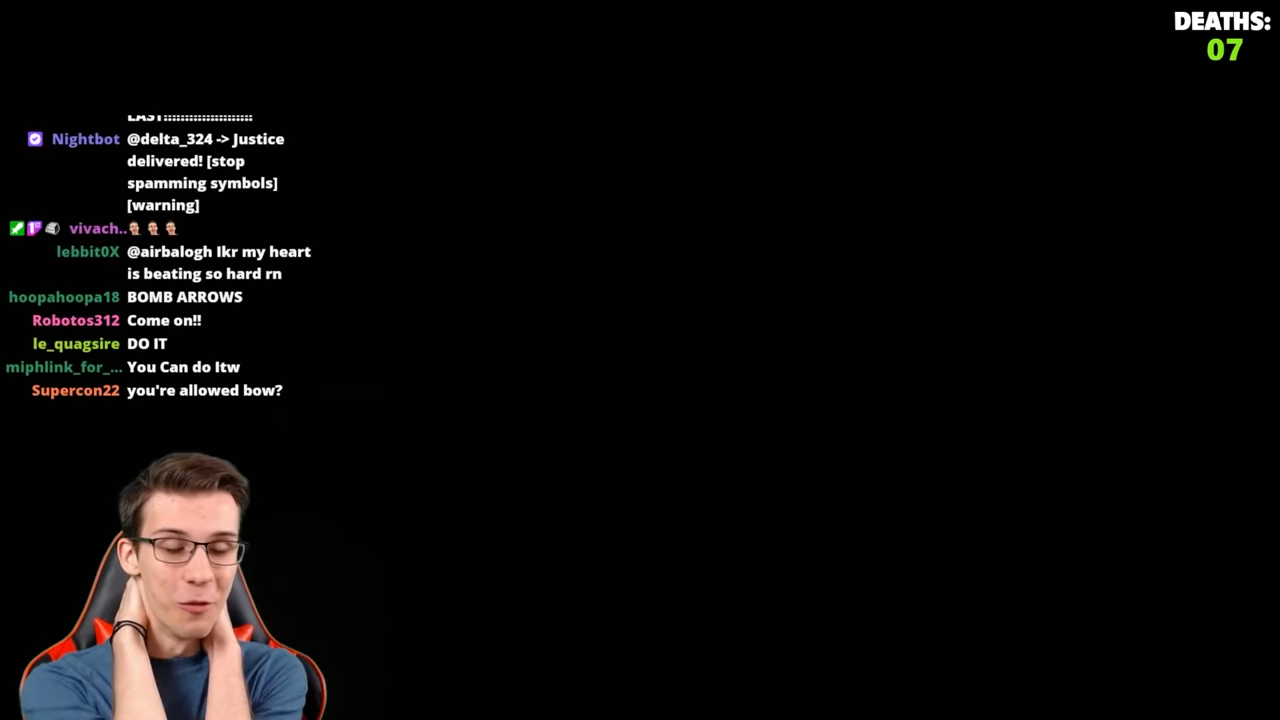 DEATHS:
07
Nightbot @delta_324 -> Justice
delivered! [stop
spamming symbols]
[warning]
vivach..
lebbit0X @airbalogh Ikr my heart
is beating so hard rn
hoopahoopa18 BOMB ARROWS
Robotos312 Come on!!
le_quagsire DO IT
miphlink_for_... You Can do Itw
Supercon22 you're allowed bow?